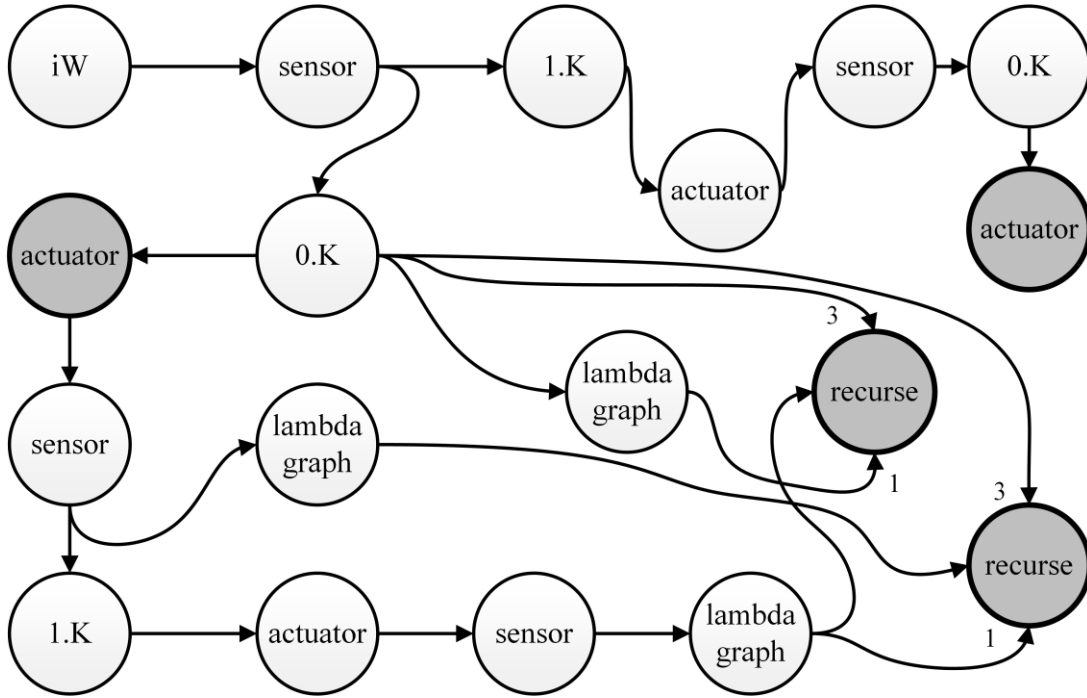 iW
sensor
1.K
sensor
0.K
actuator
actuator
0.K
actuator
3
lambda
graph
recurse
sensor
lambda
graph
1
3
recurse
1.K
actuator
sensor
lambda
graph
1